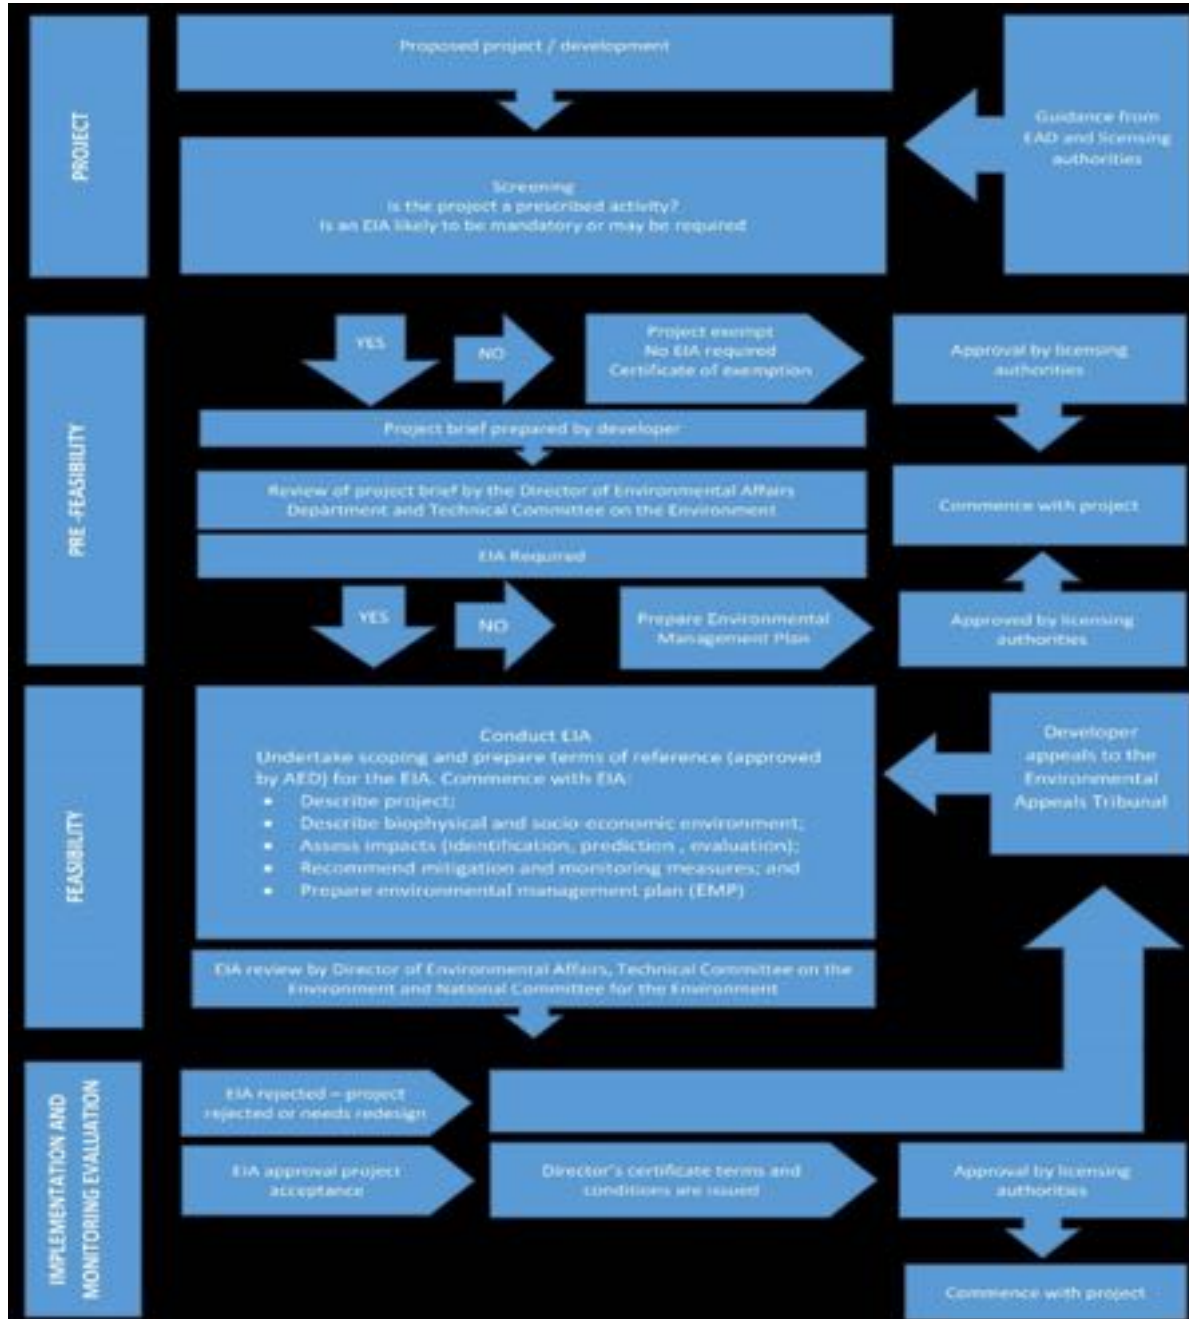 PROJECT
Proposed project / development
Guidance from
EAD and licensing
authorities
Screening
Is the project a prescribed activity?
Is an EIA likely to be mandatory or may be required
PRE -FEASIBILITY
YES
NO
Project exempt
No EIA required
Certificate of exemption
Approval by licensing
authorities
Project brief prepared by developer
Review of project brief by the Director of Environmental Affairs
Department and Technical Committee on the Environment
Commence with project
EIA Required
YES
NO
Prepare Environmental
Management Plan
Approved by licensing
authorities
FEASIBILITY
Conduct EIA
Undertake scoping and prepare terms of reference (approved
by AED) for the EIA. Commence with EIA:
• Describe project;
• Describe biophysical and socio-economic environment;
• Assess impacts (identification, prediction , evaluation);
• Recommend mitigation and monitoring measures; and
• Prepare environmental management plan (EMP)
Developer
appeals to the
Environmental
Appeals Tribunal
EIA review by Director of Environmental Affairs, Technical Committee on the
Environment and National Committee for the Environment
IMPLEMENTATION AND
MONITORING EVALUATION
EIA rejected – project
rejected or needs redesign
EIA approval project
acceptance
Director's certificate terms and
conditions are issued
Approval by licensing
authorities
Commence with project